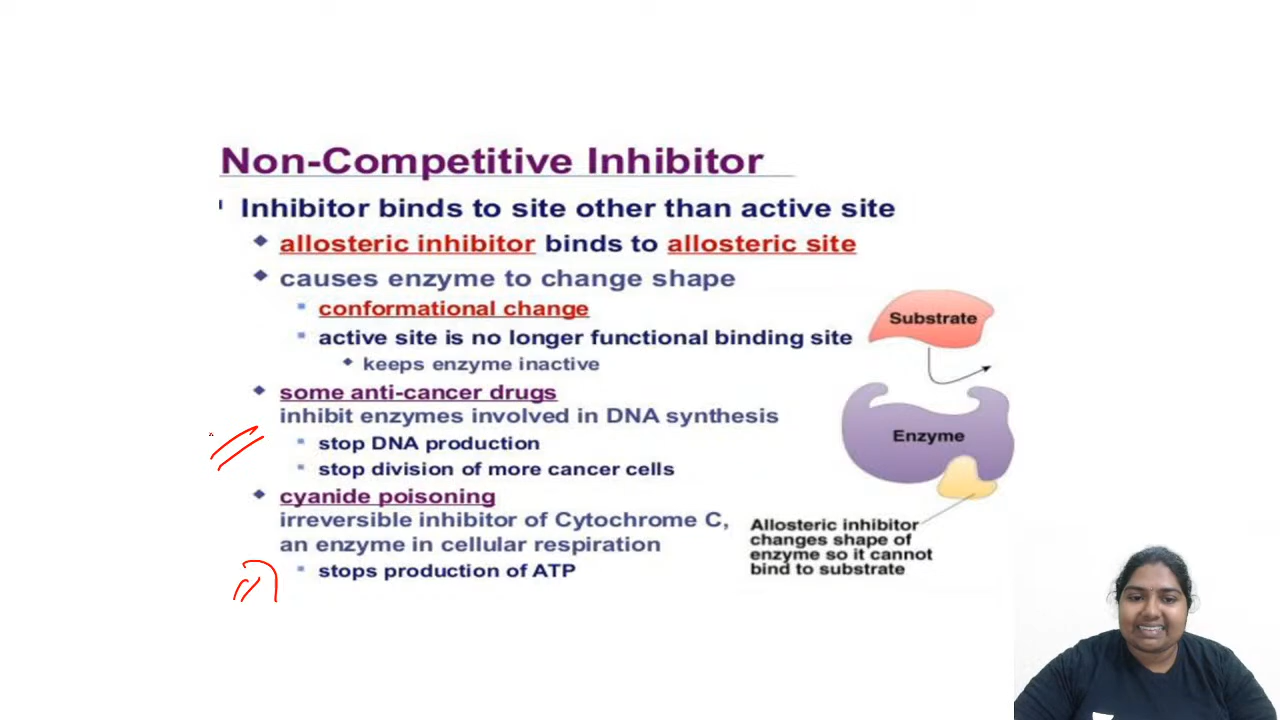 Non-Competitive Inhibitor
Inhibitor binds to site other than active site
allosteric inhibitor binds to allosteric site
causes enzyme to change shape
conformational change
active site is no longer functional binding site
keeps enzyme inactive
some anti-cancer drugs
inhibit enzymes involved in DNA synthesis
stop DNA production
stop division of more cancer cells
cyanide poisoning
irreversible inhibitor of Cytochrome C,
an enzyme in cellular respiration
stops production of ATP
Substrate
Enzyme
Allosteric inhibitor
changes shape of
enzyme so it cannot
bind to substrate